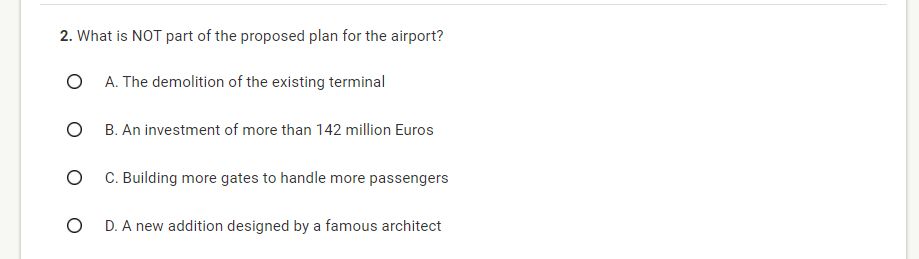 2. What is NOT part of the proposed plan for the airport?
A. The demolition of the existing terminal
B. An investment of more than 142 million Euros
C. Building more gates to handle more passengers
D. A new addition designed by a famous architect